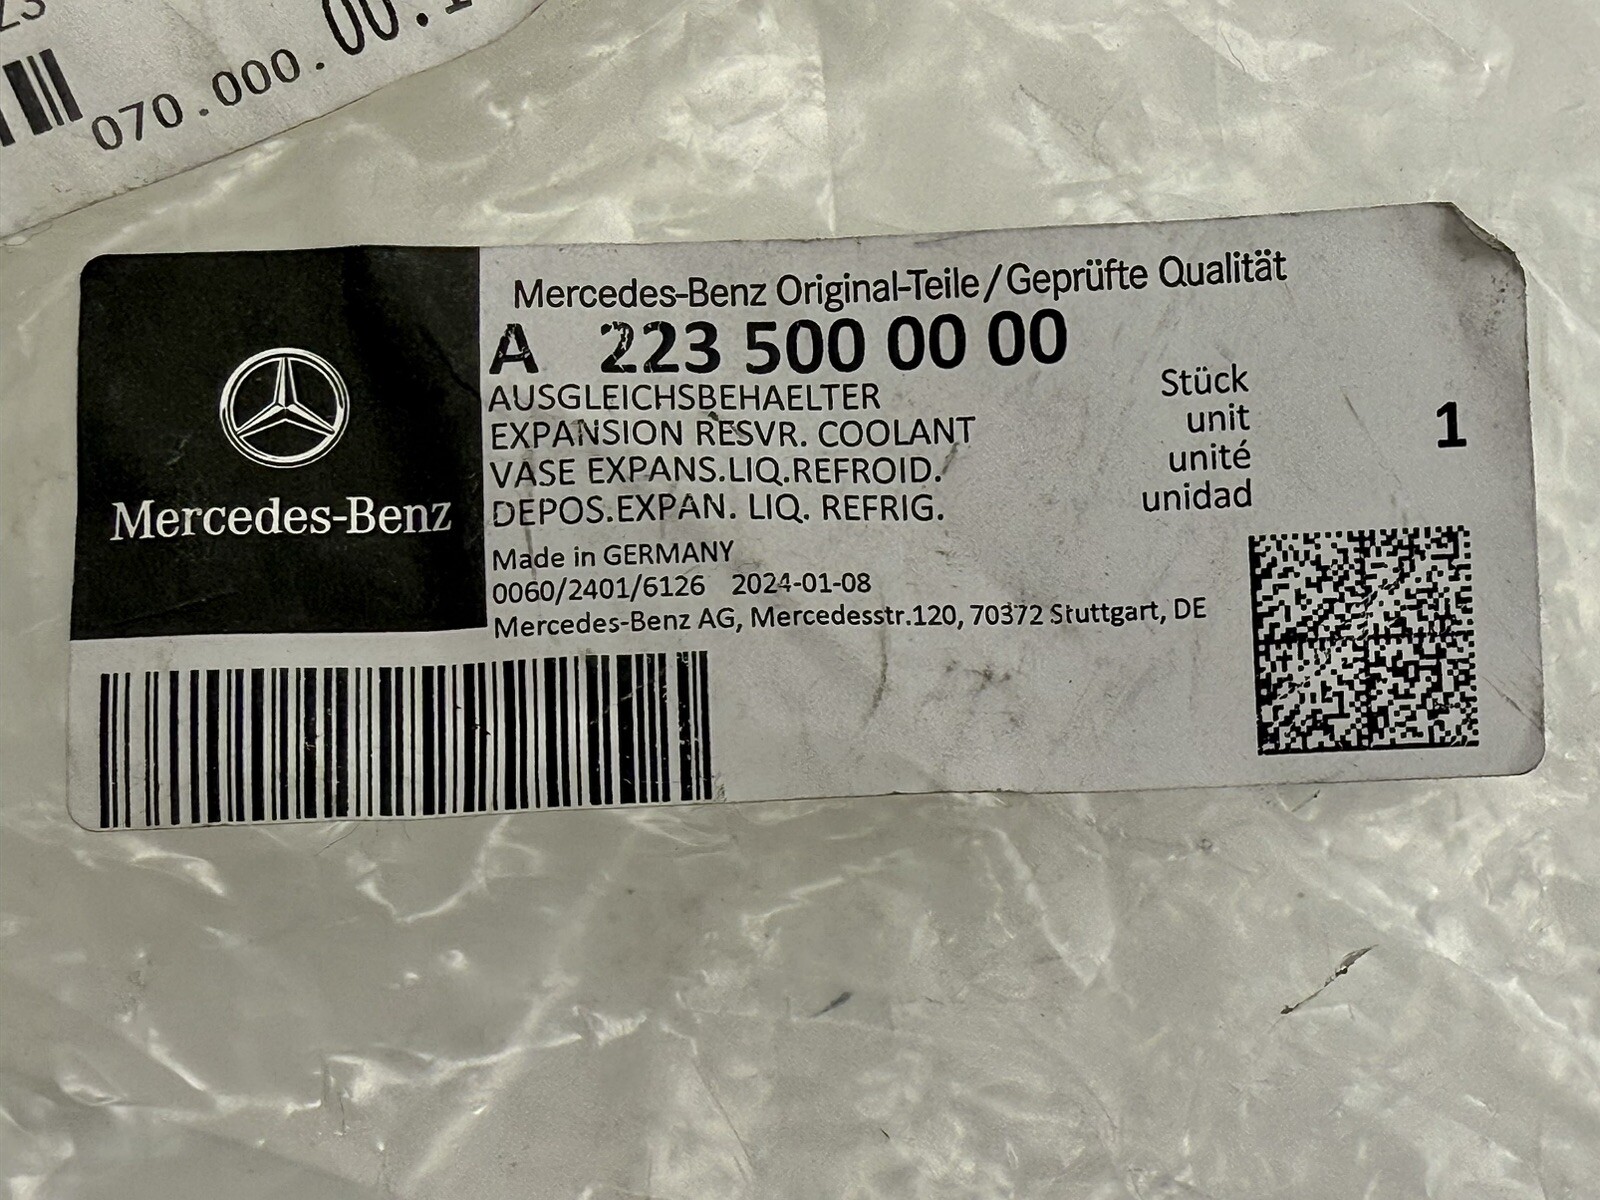 070.000.00.1
Mercedes-Benz Original-Teile/Geprüfte Qualität
A 223 500 00 00
AUSGLEICHSBEHAELTER
EXPANSION RESVR. COOLANT
VASE EXPANS.LIQ.REFROID.
DEPOS.EXPAN. LIQ. REFRIG.
Stück
unit
unité
unidad
1
Mercedes-Benz
Made in GERMANY
0060/2401/6126 2024-01-08
Mercedes-Benz AG, Mercedesstr.120, 70372 Stuttgart, DE